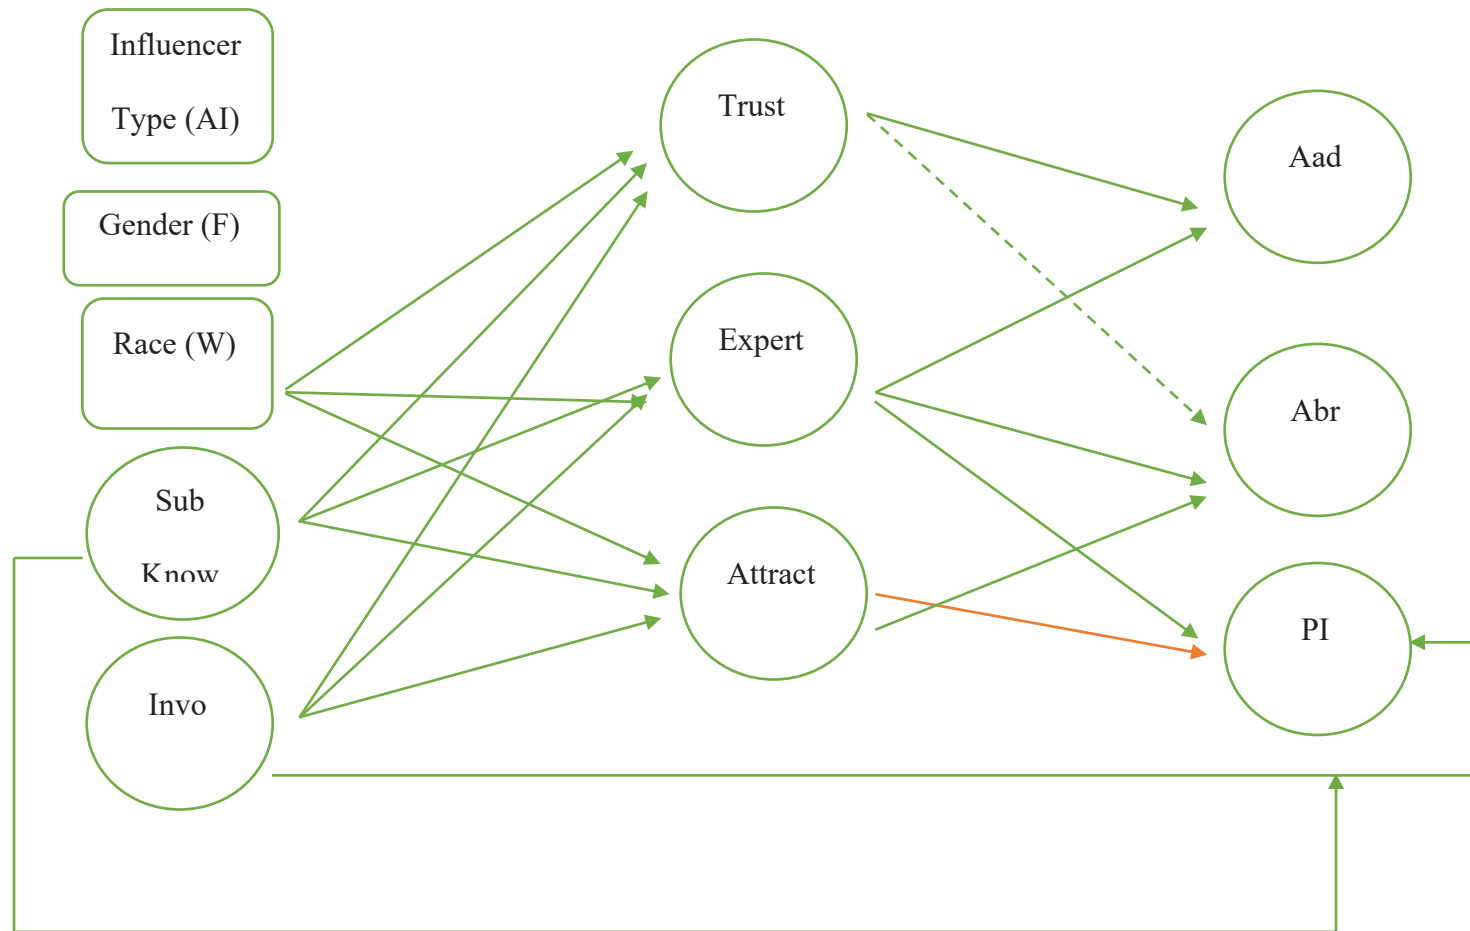 Influencer
Type (AI)
Gender (F)
Race (W)
Sub
Know
Invo
Trust
Expert
Attract
Aad
Abr
PI